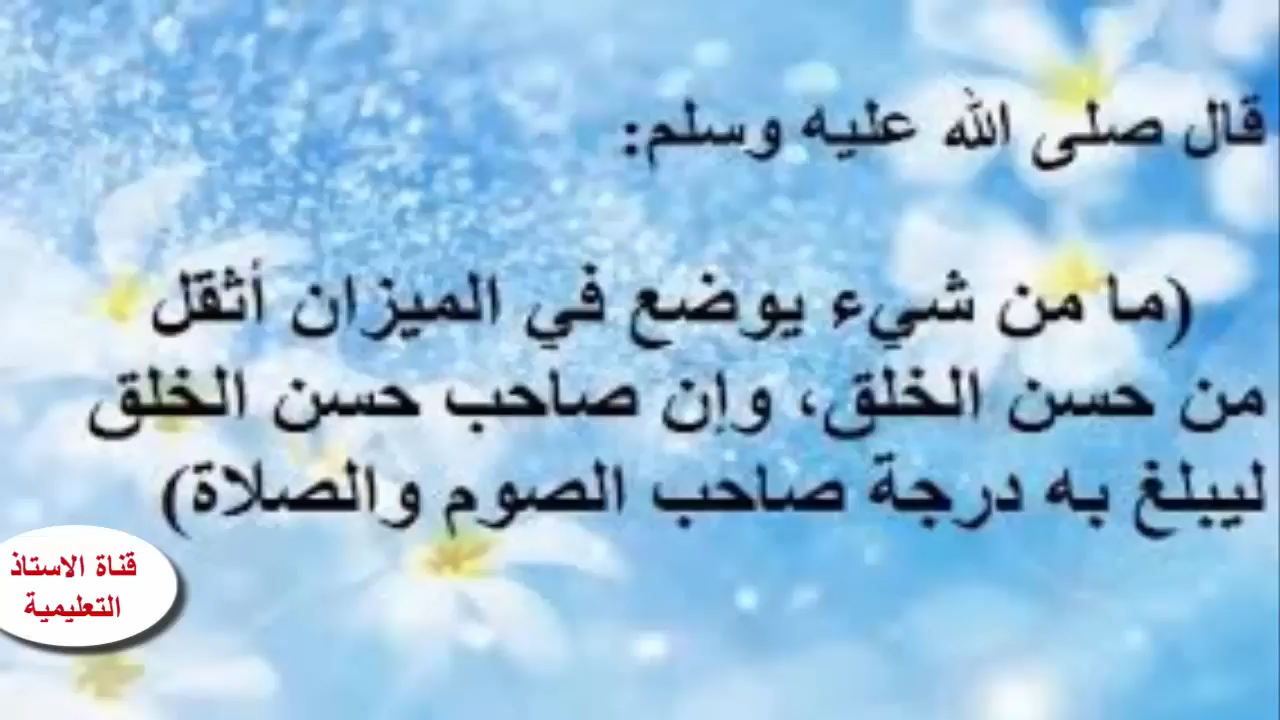 قال صلى الله عليه وسلم:
(ما من شيء يوضع في الميزان أثقل
من حسن الخلق، وإن صاحب حسن الخلق
ليبلغ به درجة صاحب الصوم والصلاة)
قناة الاستاذ
التعليمية